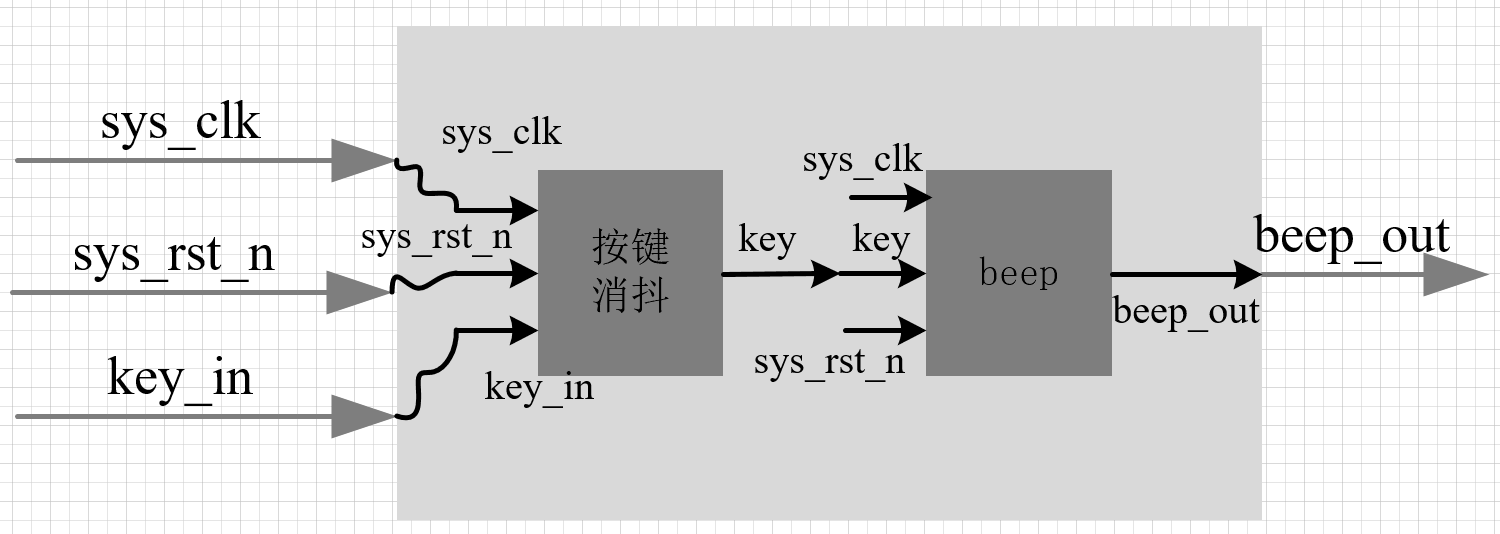 sys_clk
sys_rst_n
key_in
sys_clk
sys_rst_n
key_in
按键
消抖
key
sys_clk
key
sys_rst_n
beep
beep_out
beep_out